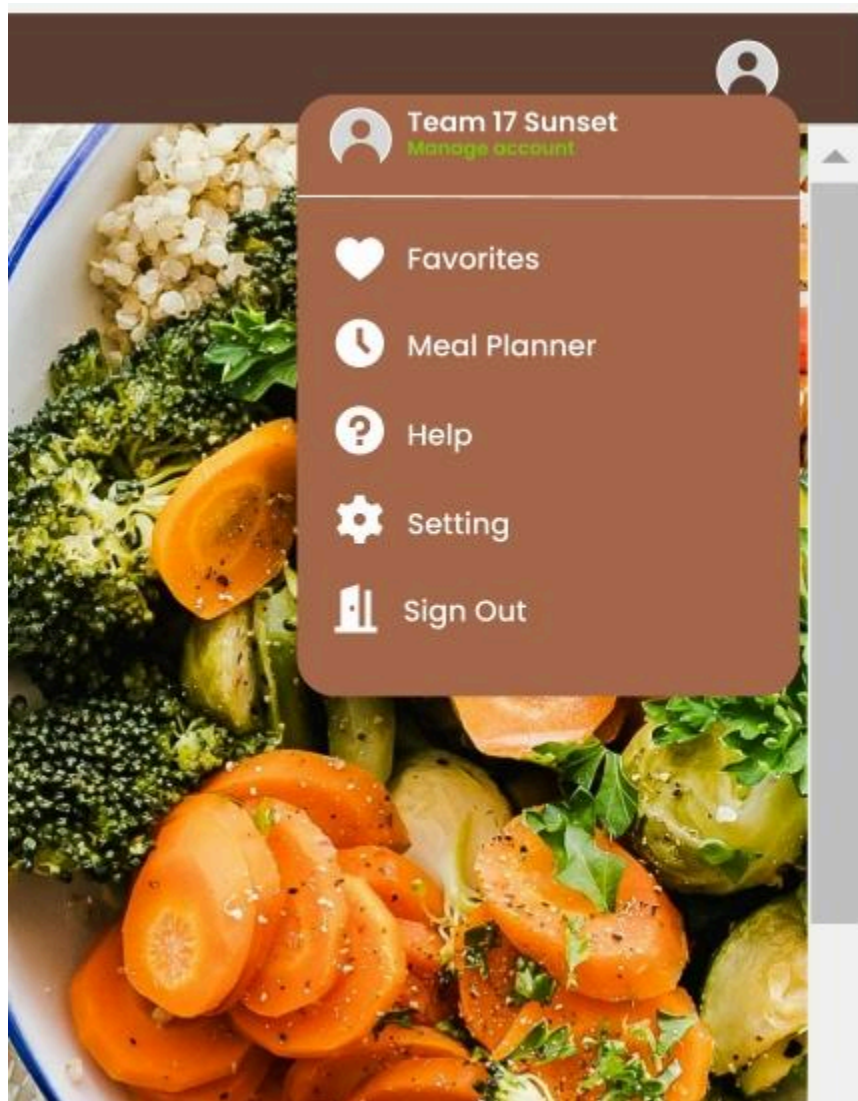 Team 17 Sunset
Manage account
Favorites
Meal Planner
Help
Setting
Sign Out